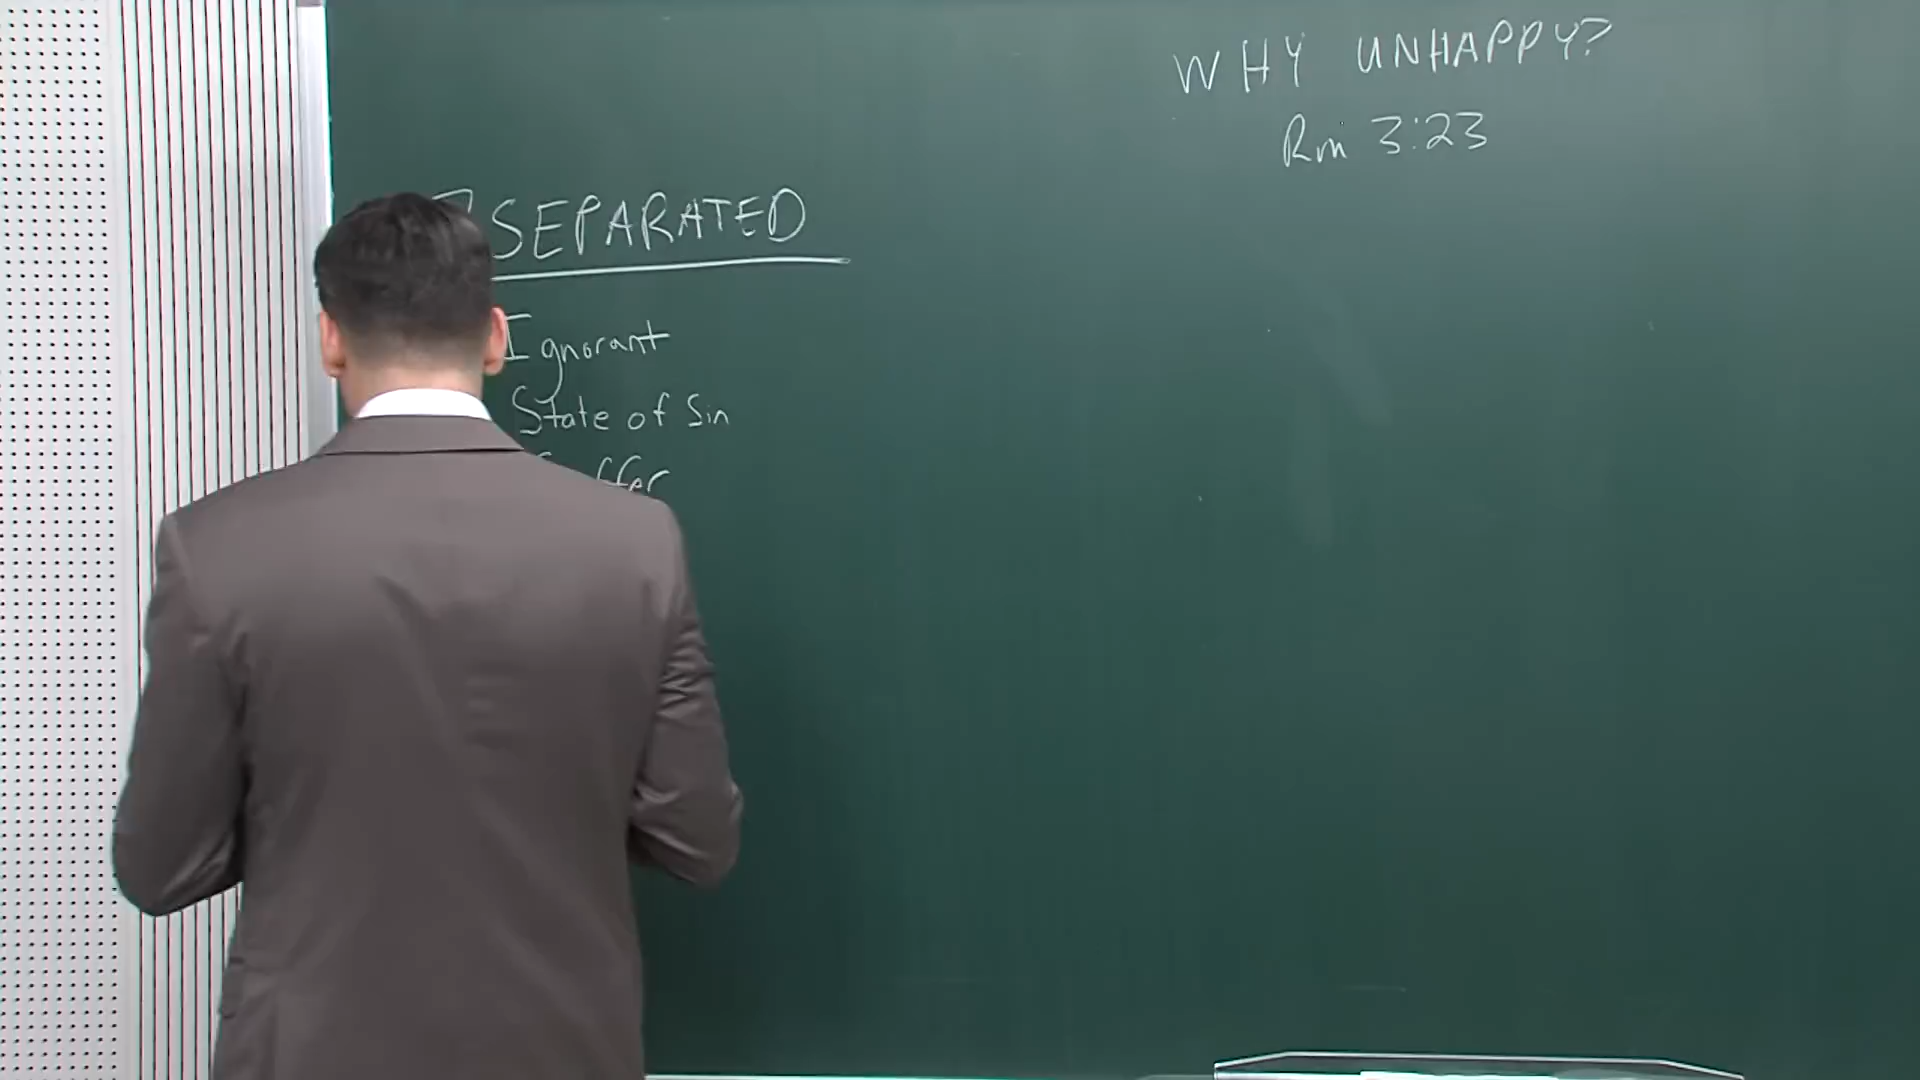 WHY UNHAPPY?
Rm 3:23
SEPARATED
Ignorant
State of Sin